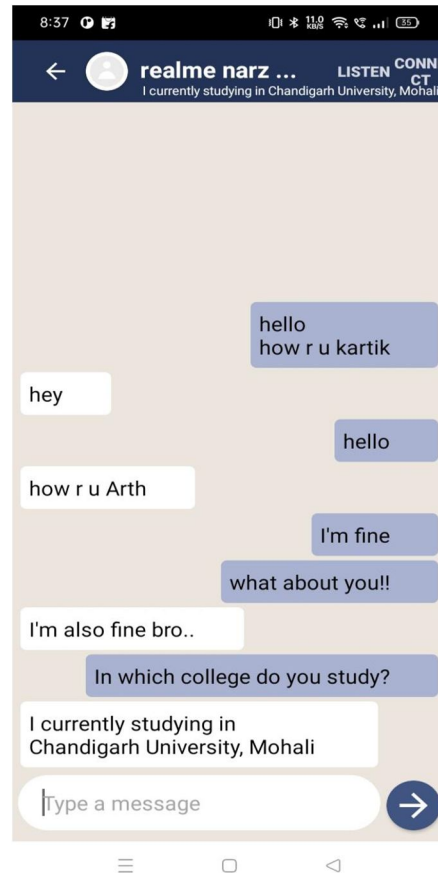 8:37
11.0
KB/S
35
realme narz ...
LISTEN
CONN
CT
I currently studying in Chandigarh University, Mohali
hello
how r u kartik
hey
hello
how r u Arth
I'm fine
what about you!!
I'm also fine bro..
In which college do you study?
I currently studying in
Chandigarh University, Mohali
Type a message